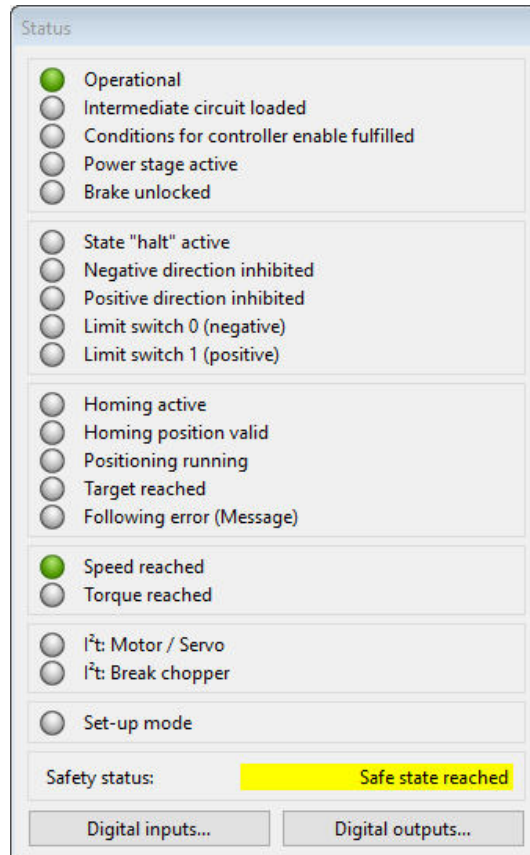 Status
Operational
Intermediate circuit loaded
Conditions for controller enable fulfilled
Power stage active
Brake unlocked
State "halt" active
Negative direction inhibited
Positive direction inhibited
Limit switch 0 (negative)
Limit switch 1 (positive)
Homing active
Homing position valid
Positioning running
Target reached
Following error (Message)
Speed reached
Torque reached
I²t: Motor / Servo
I²t: Break chopper
Set-up mode
Safety status: Safe state reached
Digital inputs... Digital outputs...